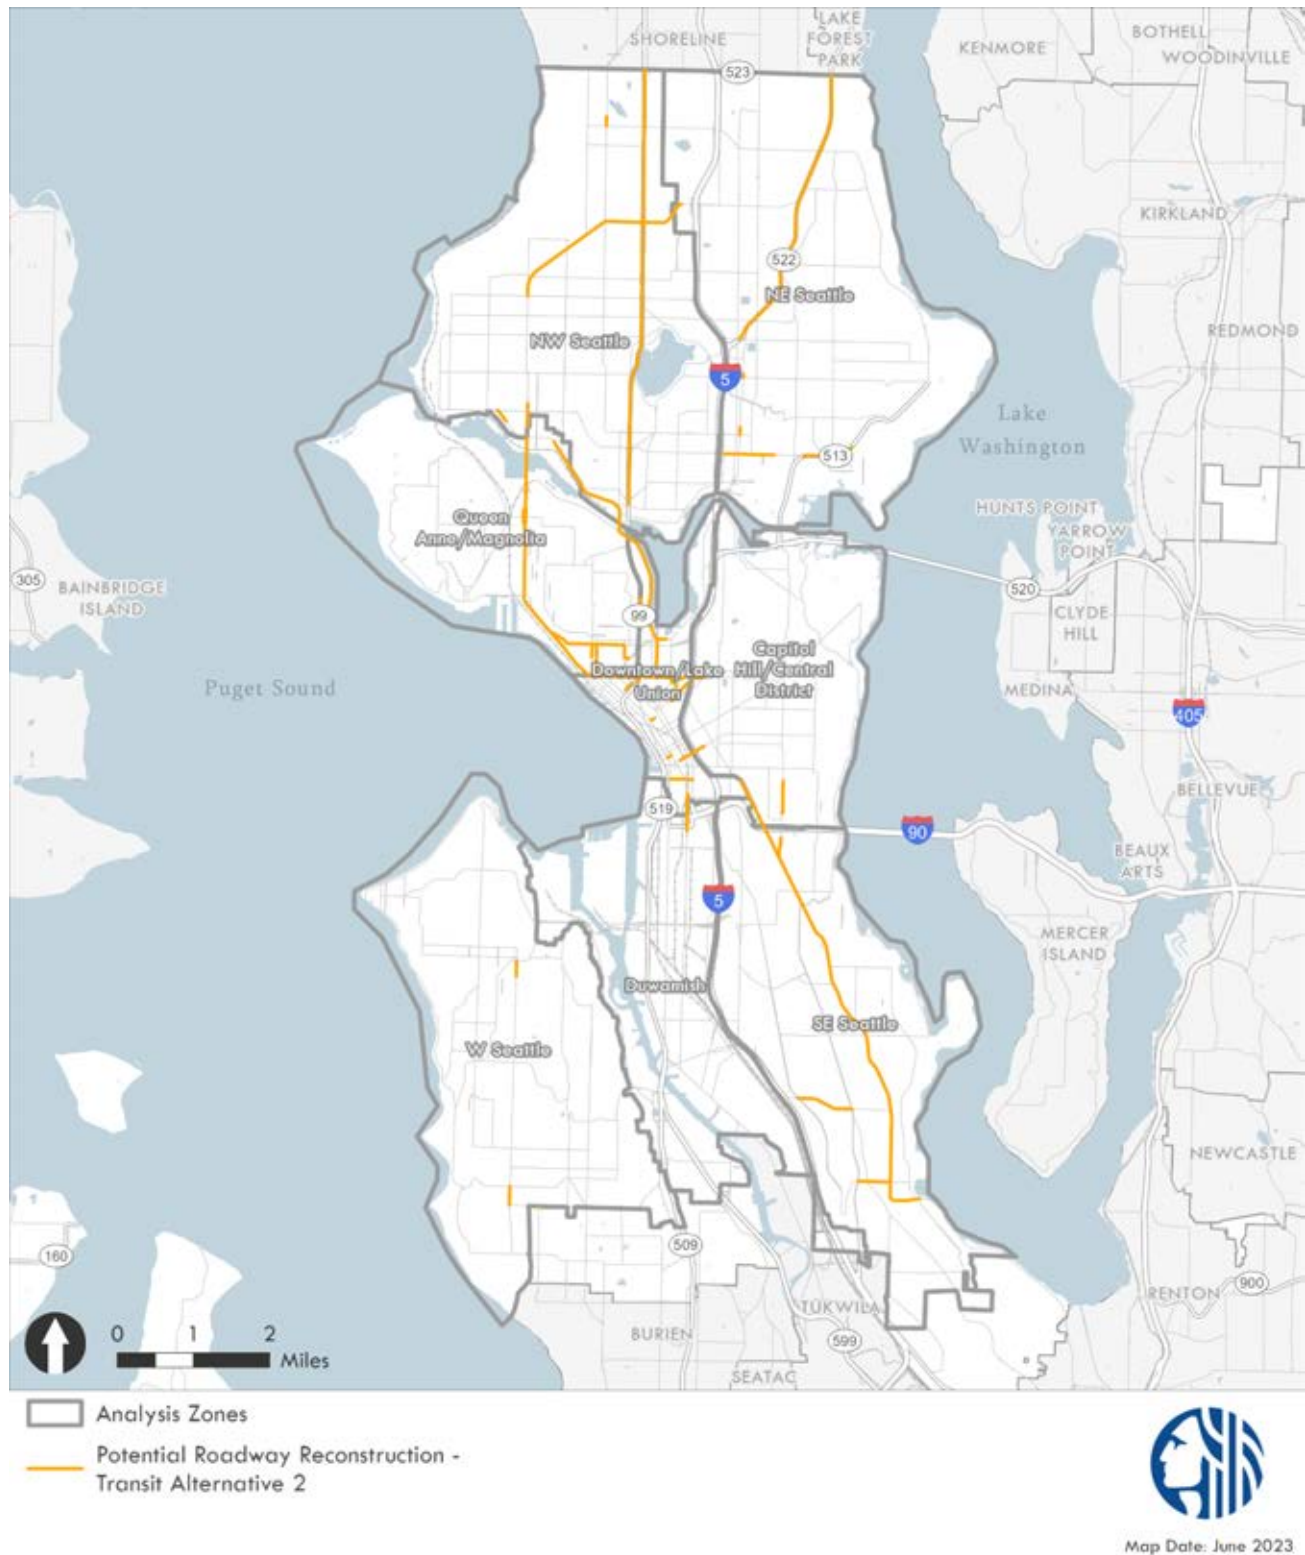 LAKE
FOREST
PARK
SHORELINE
KENMORE
BOTHELL
WOODINVILLE
523
KIRKLAND
522
NE Seattle
REDMOND
NW Seattle
5
Lake
Washington
513
HUNTS POINT
YARROW
POINT
Queen
Anne/Magnolia
305
BAINBRIDGE
ISLAND
520
CLYDE
HILL
99
Capitol
Hill/Central
District
Downtown/Lake
Union
Puget Sound
MEDINA
405
BELLEVUE
519
90
BEAUX
ARTS
5
MERCER
ISLAND
Duwamish
SE Seattle
W Seattle
NEWCASTLE
509
160
900
RENTON
TUKWILA
BURIEN
599
SEATAC
0 1 2
Miles
Analysis Zones
Potential Roadway Reconstruction -
Transit Alternative 2
Map Date: June 2023